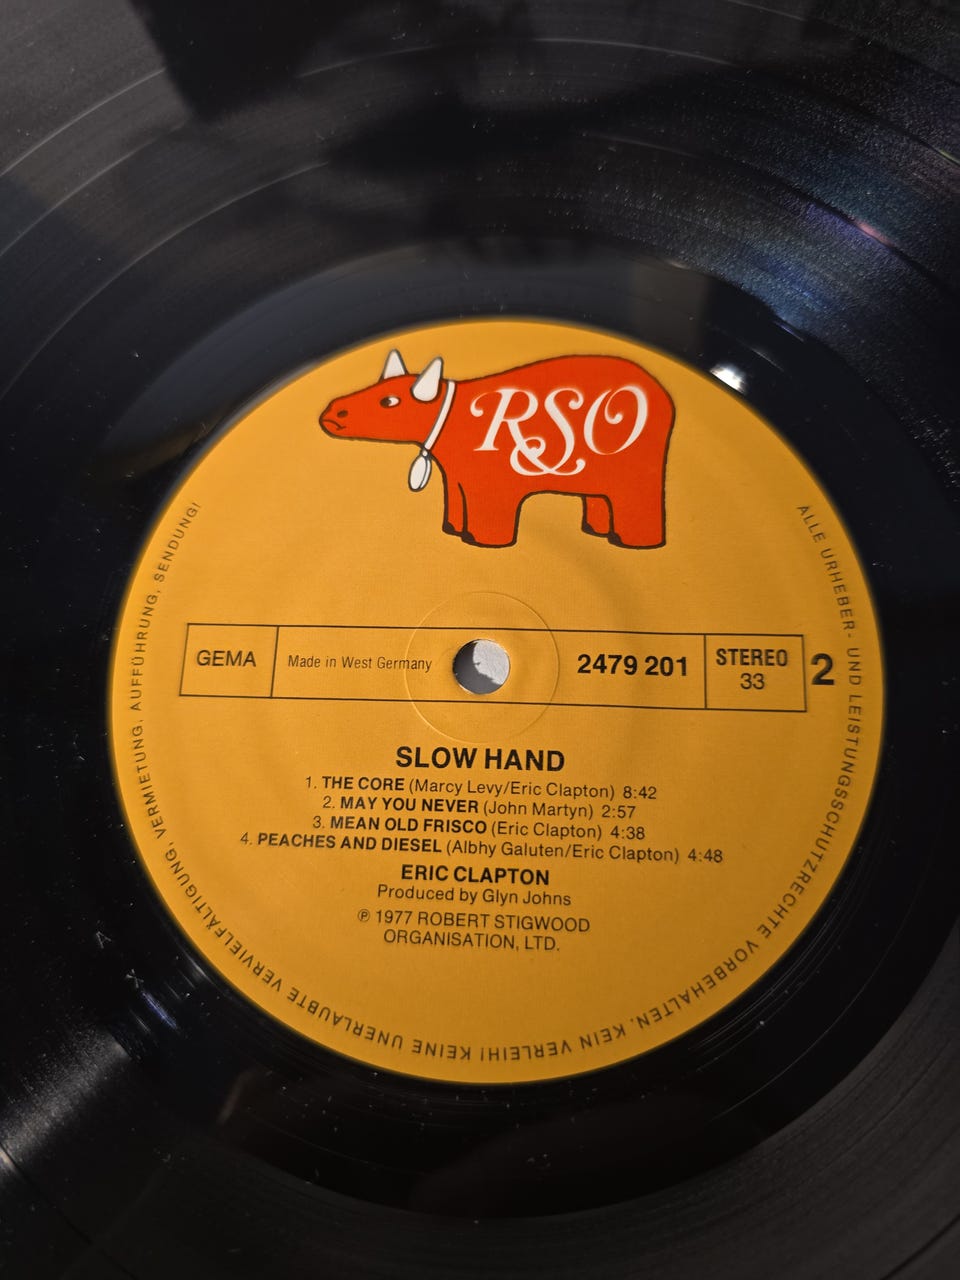 RSO
GEMA
Made in West Germany
2479 201
STEREO
33
2
SLOW HAND
1. THE CORE (Marcy Levy/Eric Clapton) 8:42
2. MAY YOU NEVER (John Martyn) 2:57
3. MEAN OLD FRISCO (Eric Clapton) 4:38
4. PEACHES AND DIESEL (Albhy Galuten/Eric Clapton) 4:48
ERIC CLAPTON
Produced by Glyn Johns
℗ 1977 ROBERT STIGWOOD
ORGANISATION, LTD.
ALLE URHEBER- UND LEISTUNGSSCHUTZRECHTE VORBEHALTEN. KEIN VERLEIH! KEINE UNERLAUBTE VERVIELFÄLTIGUNG, VERMIETUNG, AUFFÜHRUNG, SENDUNG!